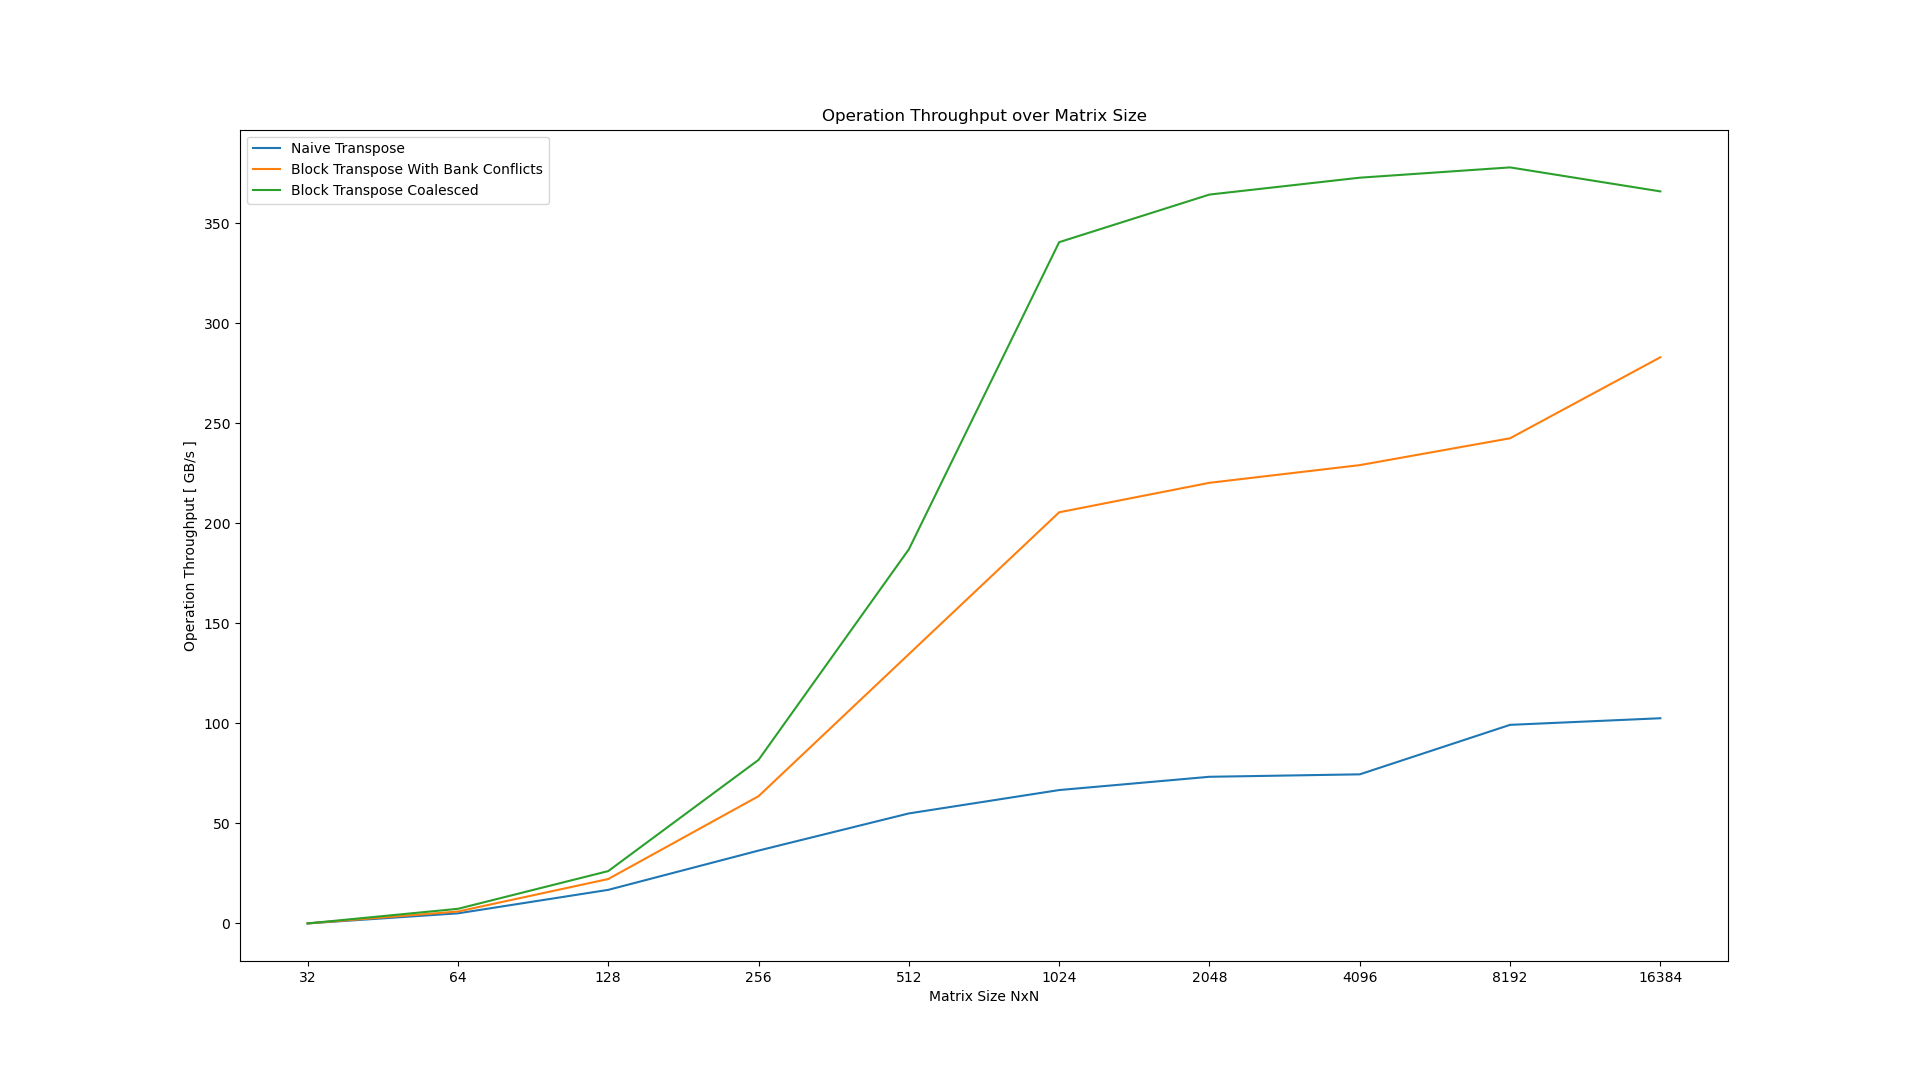 Operation Throughput over Matrix Size
Naive Transpose
Block Transpose With Bank Conflicts
Block Transpose Coalesced
350
300
250
200
150
100
50
0
Operation Throughput [ GB/s ]
32 64 128 256 512 1024 2048 4096 8192 16384
Matrix Size NxN